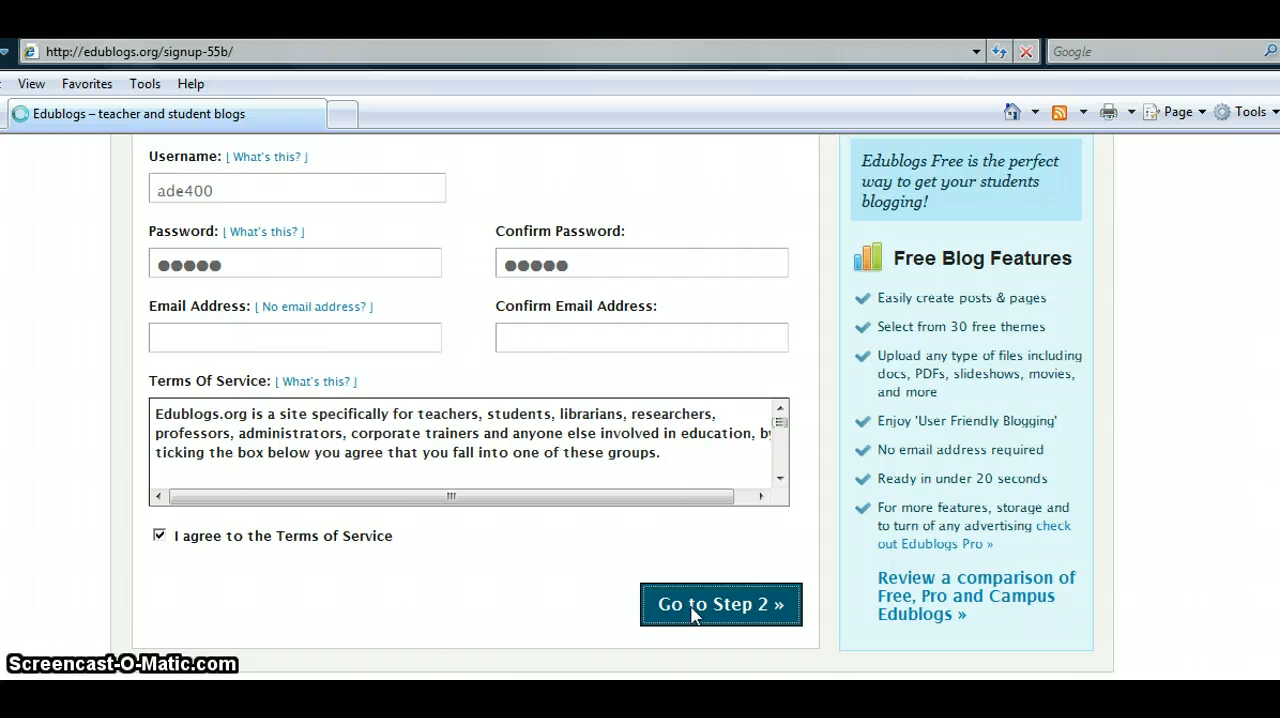 http://edublogs.org/signup-55b/
Google
View Favorites Tools Help
Edublogs – teacher and student blogs
Page Tools
Username: [ What's this? ]
ade400
Password: [ What's this? ]
Confirm Password:
●●●●●
●●●●●
Email Address: [ No email address? ]
Confirm Email Address:
Terms Of Service: [ What's this? ]
Edublogs.org is a site specifically for teachers, students, librarians, researchers,
professors, administrators, corporate trainers and anyone else involved in education, by
ticking the box below you agree that you fall into one of these groups.
I agree to the Terms of Service
Go to Step 2 »
Edublogs Free is the perfect
way to get your students
blogging!
Free Blog Features
Easily create posts & pages
Select from 30 free themes
Upload any type of files including
docs, PDFs, slideshows, movies,
and more
Enjoy 'User Friendly Blogging'
No email address required
Ready in under 20 seconds
For more features, storage and
to turn of any advertising check
out Edublogs Pro »
Review a comparison of
Free, Pro and Campus
Edublogs »
Screencast-O-Matic.com